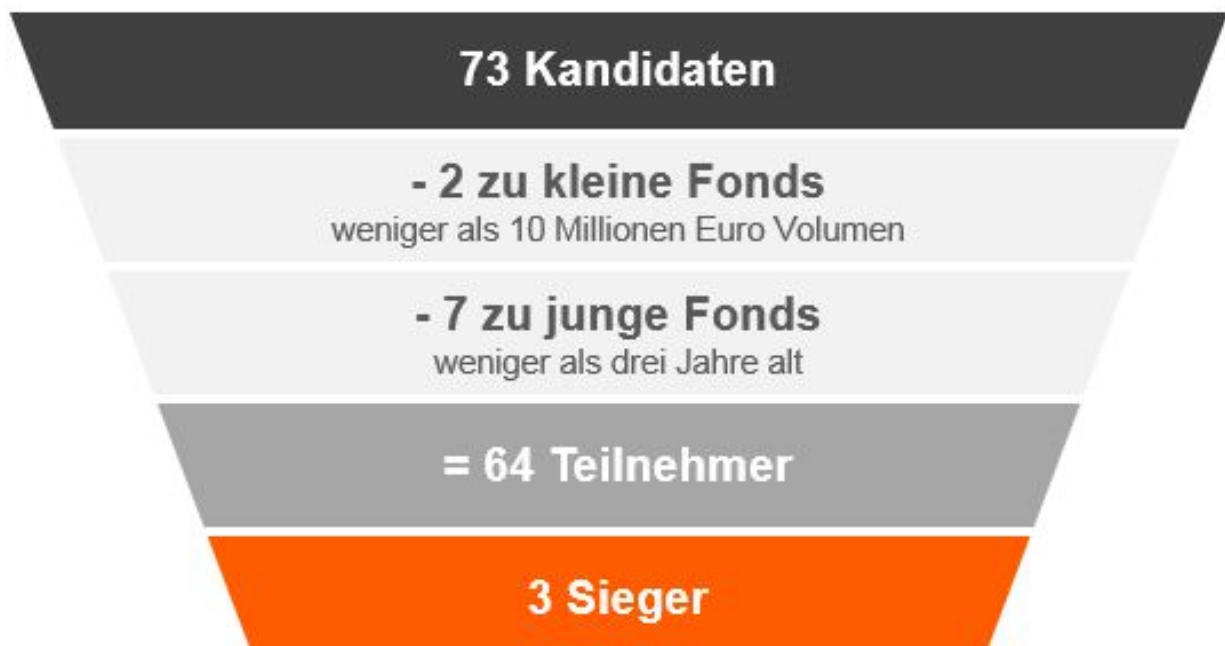 73 Kandidaten
- 2 zu kleine Fonds
weniger als 10 Millionen Euro Volumen
- 7 zu junge Fonds
weniger als drei Jahre alt
= 64 Teilnehmer
3 Sieger